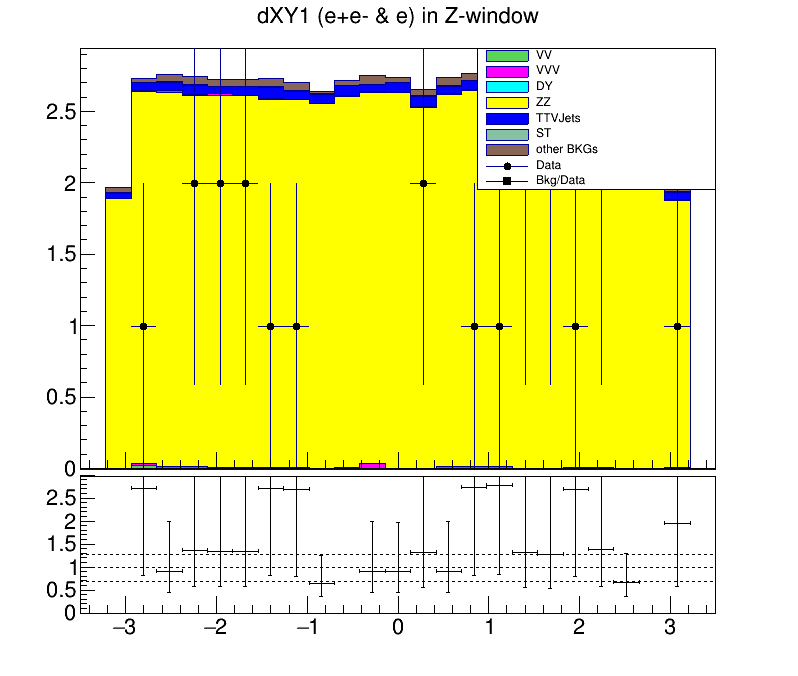 dXY1 (e+e- & e) in Z-window
VV
VVV
DY
ZZ
TTVJets
ST
other BKGs
Data
Bkg/Data
2.5
2
1.5
1
0.5
0
2.5
2
1.5
1
0.5
0
−3 −2 −1 0 1 2 3